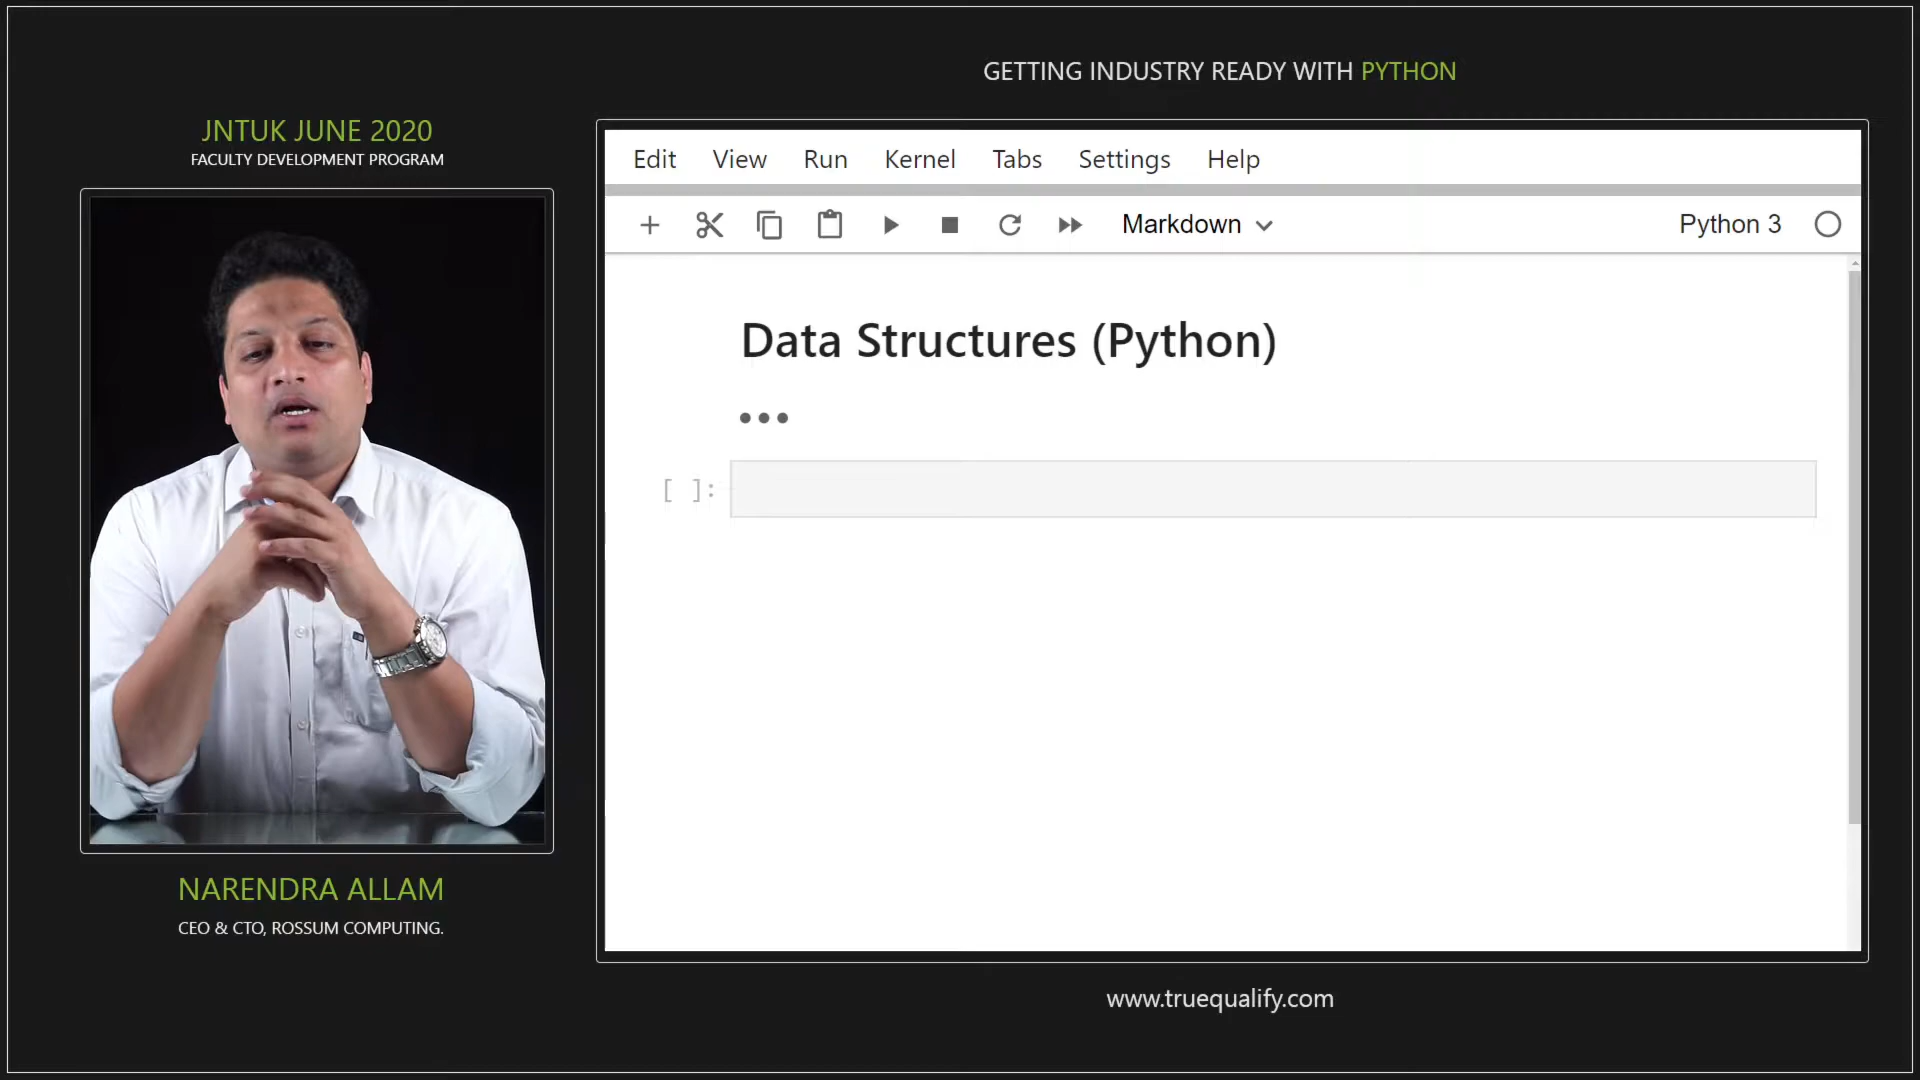 GETTING INDUSTRY READY WITH PYTHON
JNTUK JUNE 2020
FACULTY DEVELOPMENT PROGRAM
Edit View Run Kernel Tabs Settings Help
Markdown Python 3
Data Structures (Python)
[ ]:
NARENDRA ALLAM
CEO & CTO, ROSSUM COMPUTING.
www.truequalify.com